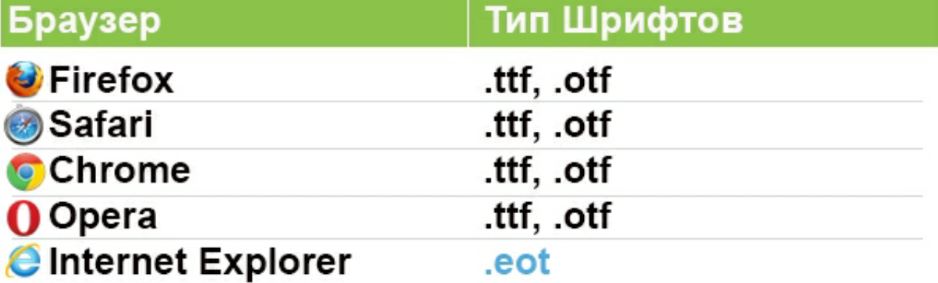 Браузер Тип Шрифтов
Firefox .ttf, .otf
Safari .ttf, .otf
Chrome .ttf, .otf
Opera .ttf, .otf
Internet Explorer .eot